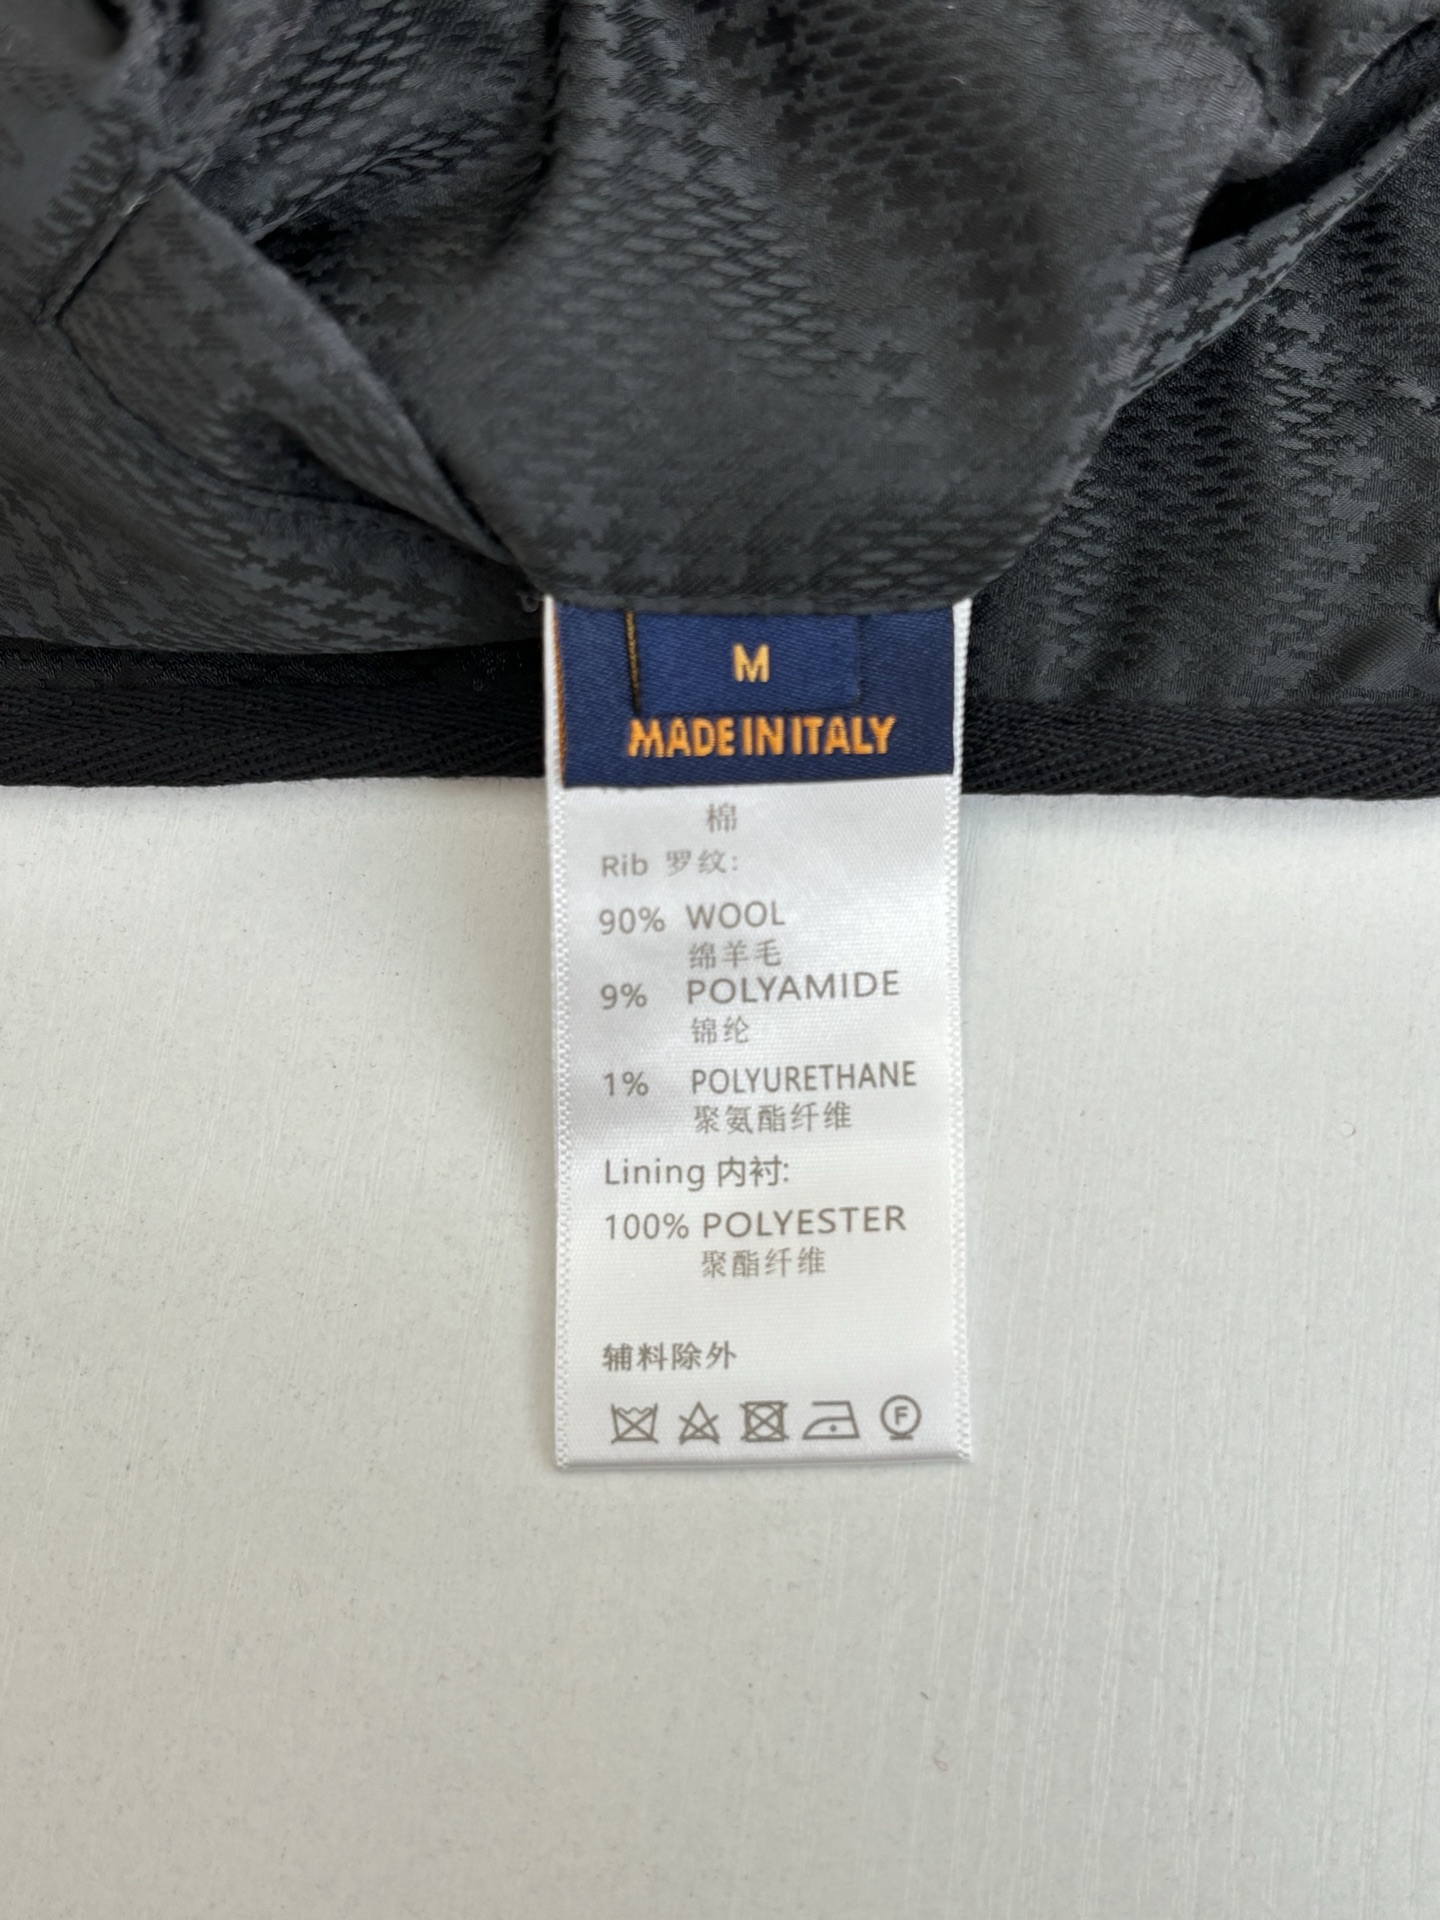 M
MADE IN ITALY
棉
Rib 罗纹:
90% WOOL
绵羊毛
9% POLYAMIDE
锦纶
1% POLYURETHANE
聚氨酯纤维
Lining 内衬:
100% POLYESTER
聚酯纤维
辅料除外
F